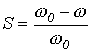 S = (ω₀ − ω) / ω₀